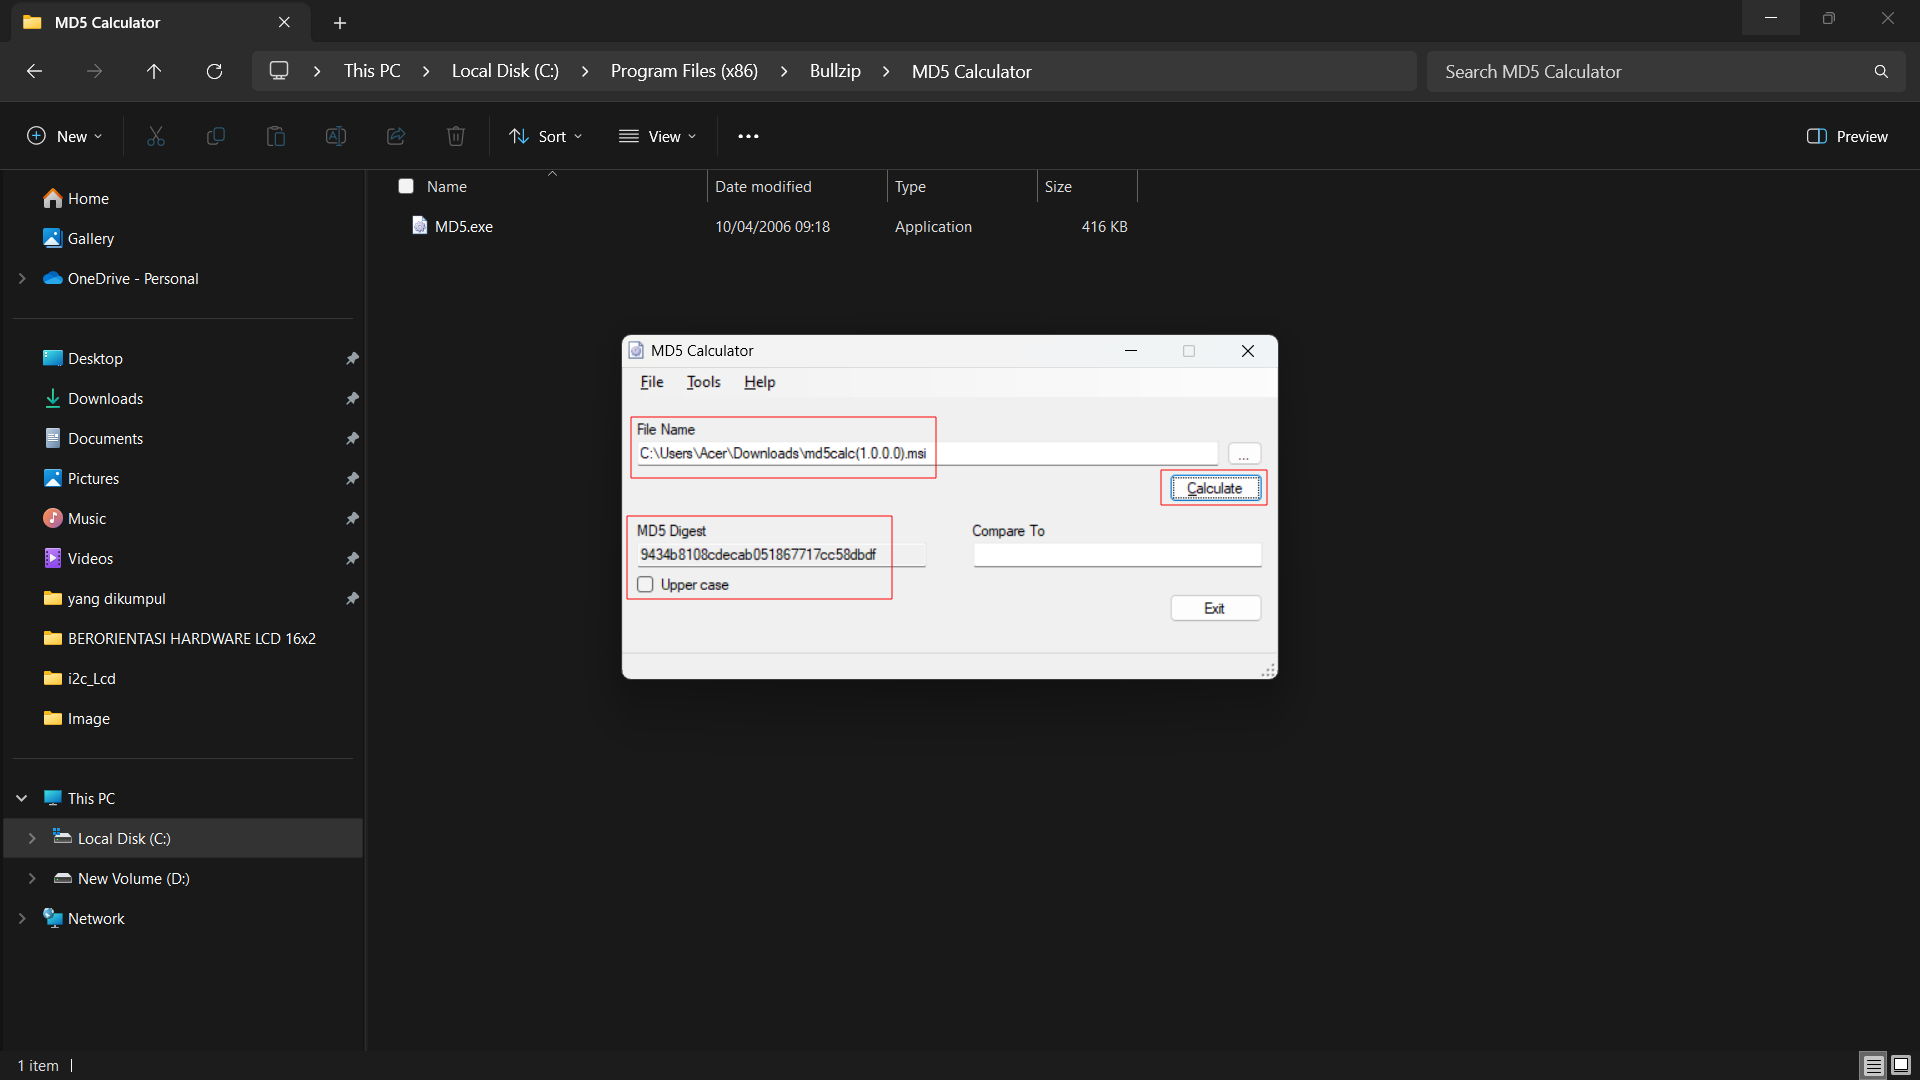 MD5 Calculator
This PC
Local Disk (C:)
Program Files (x86)
Bullzip
MD5 Calculator
Search MD5 Calculator
New
Sort
View
Preview
Name
Date modified
Type
Size
MD5.exe
10/04/2006 09:18
Application
416 KB
Home
Gallery
OneDrive - Personal
Desktop
Downloads
Documents
Pictures
Music
Videos
yang dikumpul
BERORIENTASI HARDWARE LCD 16x2
i2c_Lcd
Image
This PC
Local Disk (C:)
New Volume (D:)
Network
MD5 Calculator
File Tools Help
File Name
C:\Users\Acer\Downloads\md5calc(1.0.0.0).msi
...
Calculate
MD5 Digest
9434b8108cdecab051867717cc58dbdf
Upper case
Compare To
Exit
1 item